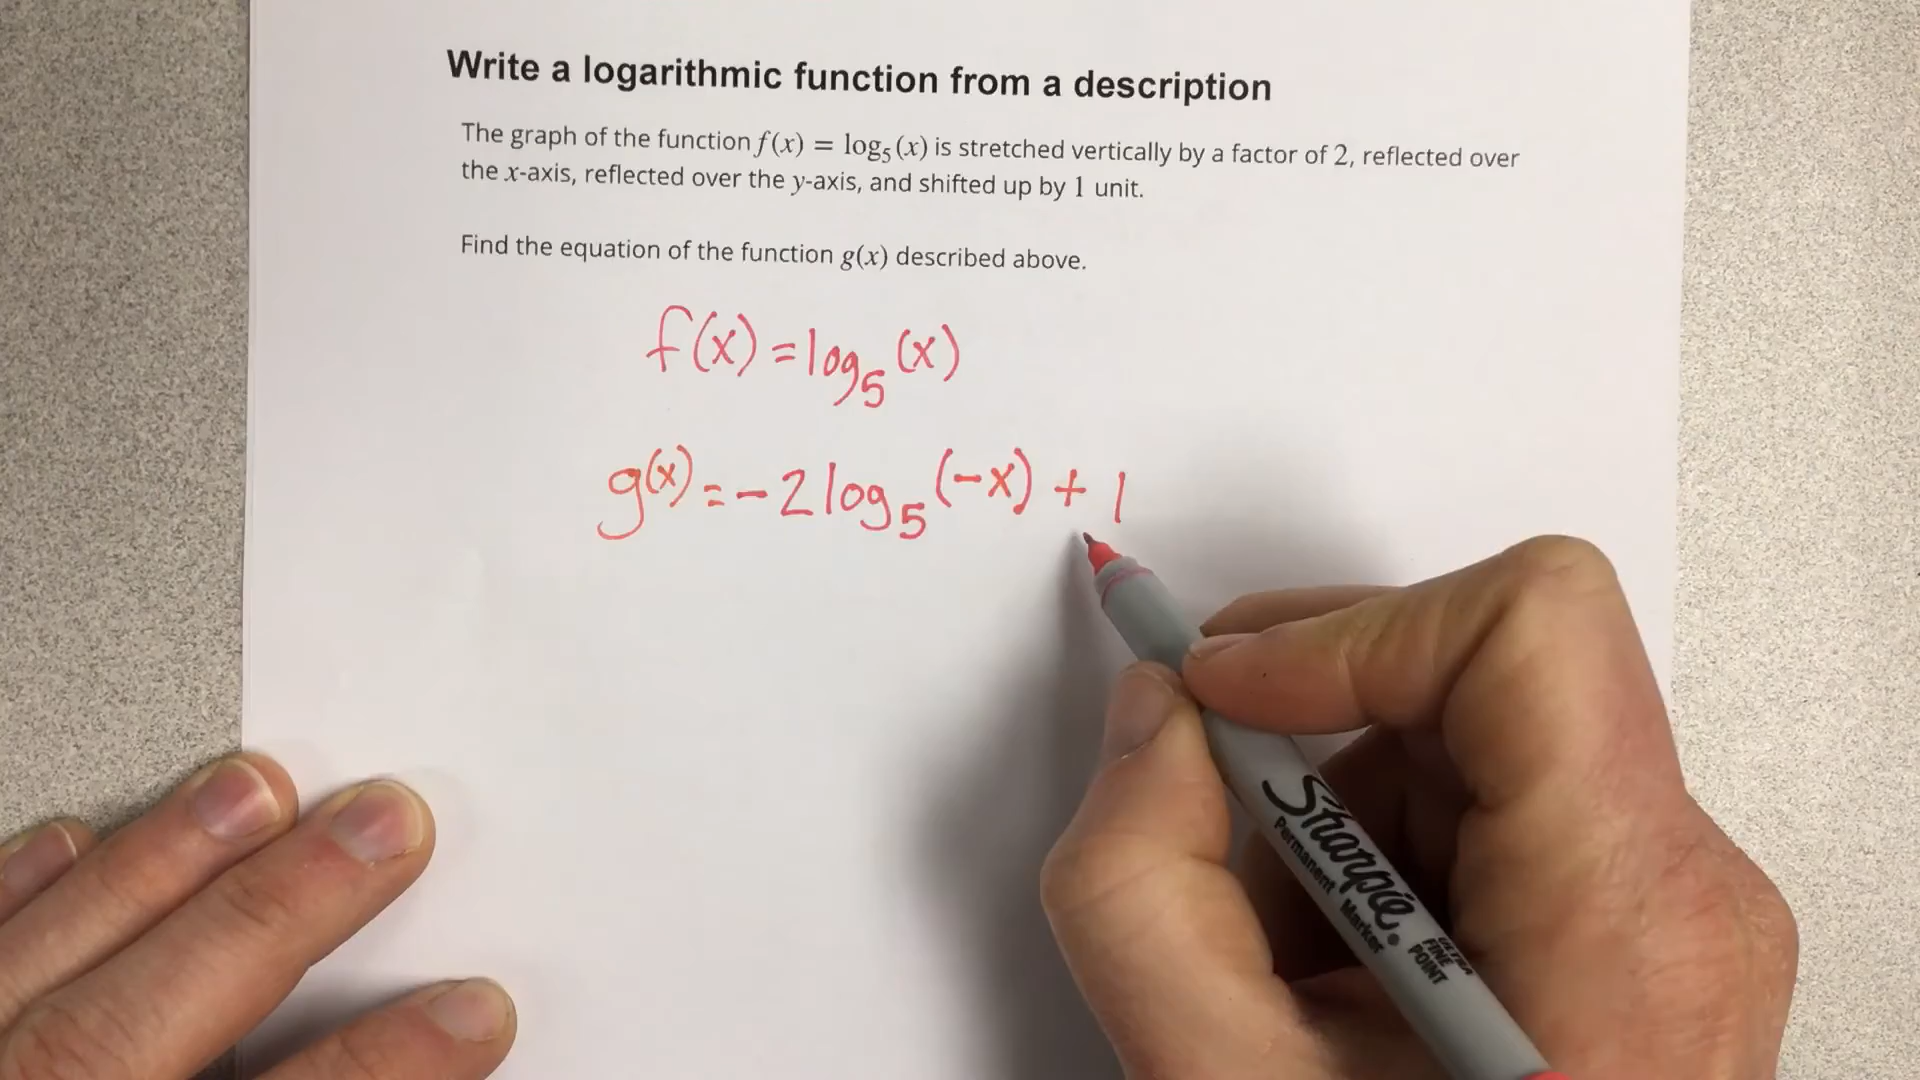 Write a logarithmic function from a description
The graph of the function f(x) = log₅(x) is stretched vertically by a factor of 2, reflected over
the x-axis, reflected over the y-axis, and shifted up by 1 unit.
Find the equation of the function g(x) described above.
f(x) = log₅(x)
g(x) = -2log₅(-x) + 1
Sharpie.
Permanent Marker
ULTRA
FINE
POINT